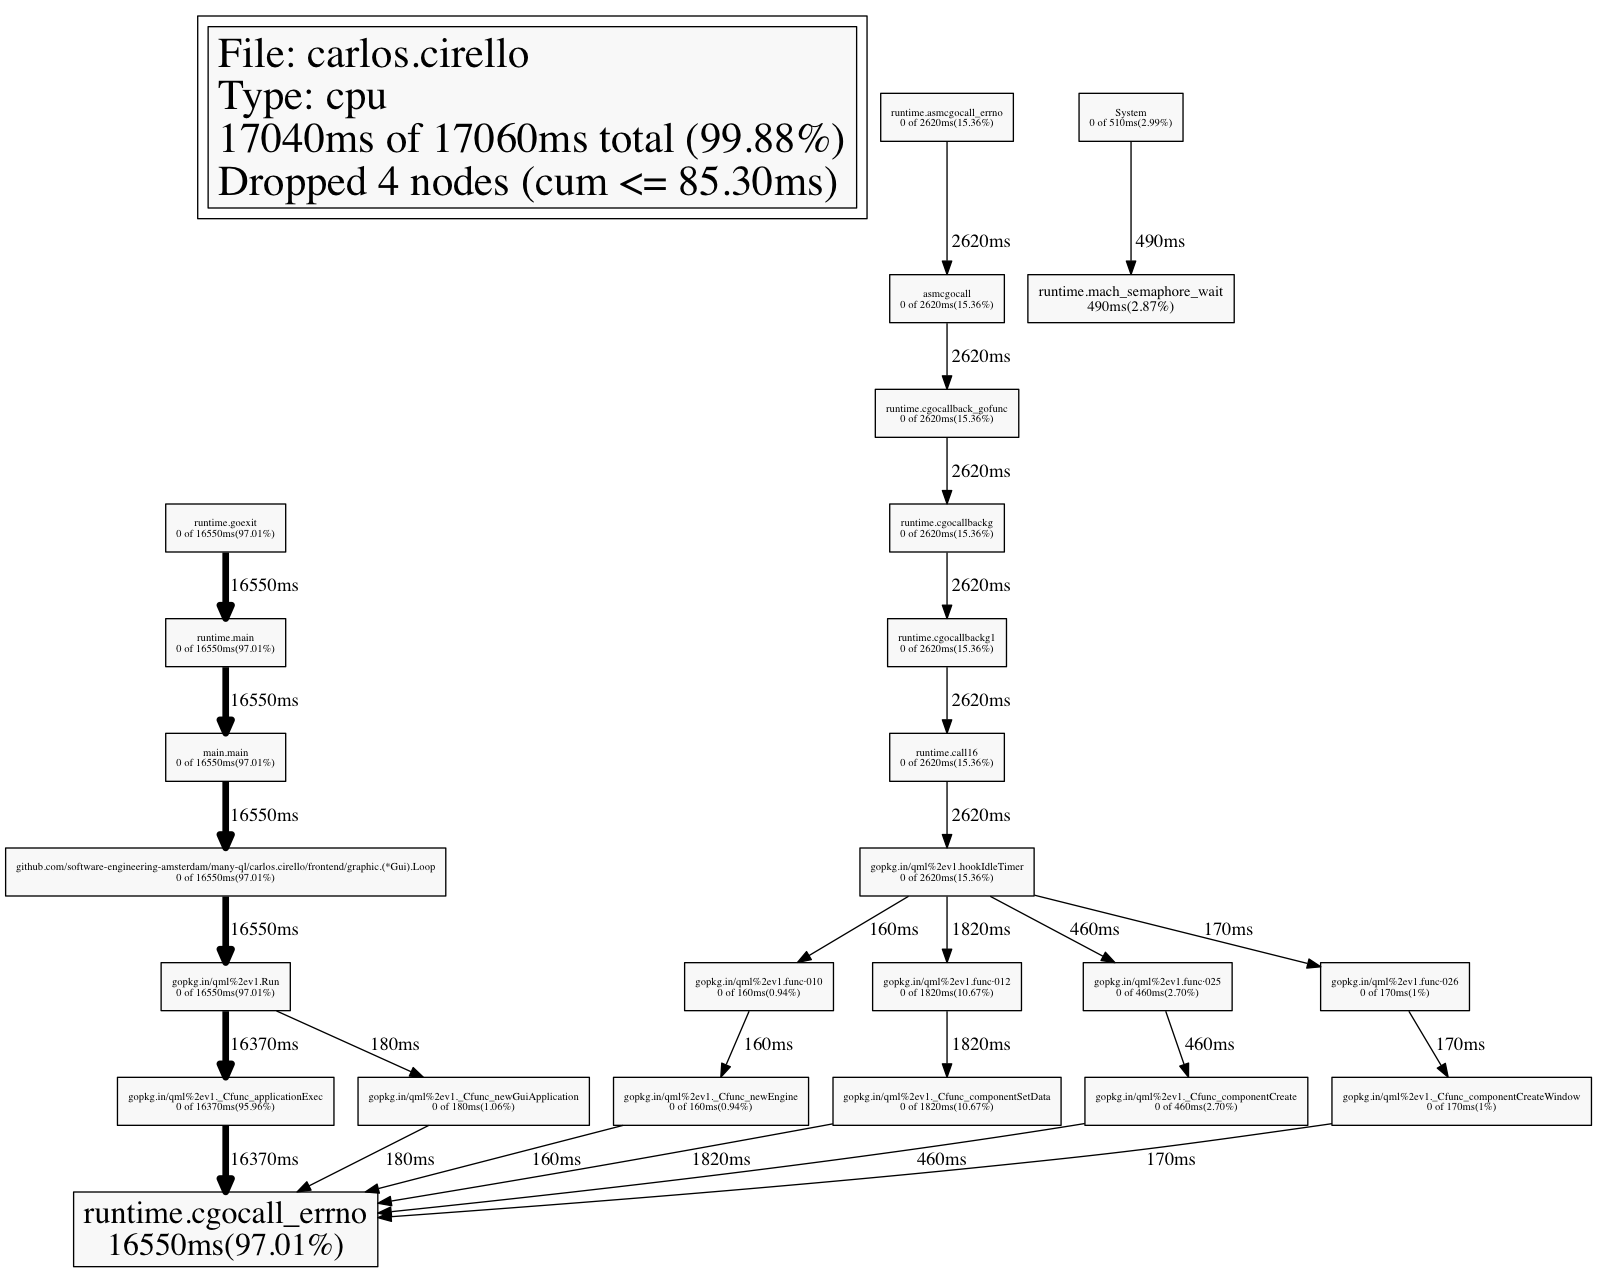 File: carlos.cirello
Type: cpu
17040ms of 17060ms total (99.88%)
Dropped 4 nodes (cum <= 85.30ms)
runtime.asmcgocall_errno
0 of 2620ms(15.36%)
System
0 of 510ms(2.99%)
2620ms
490ms
asmcgocall
0 of 2620ms(15.36%)
runtime.mach_semaphore_wait
490ms(2.87%)
2620ms
runtime.cgocallback_gofunc
0 of 2620ms(15.36%)
2620ms
runtime.goexit
0 of 16550ms(97.01%)
runtime.cgocallbackg
0 of 2620ms(15.36%)
16550ms
2620ms
runtime.main
0 of 16550ms(97.01%)
runtime.cgocallbackg1
0 of 2620ms(15.36%)
16550ms
2620ms
main.main
0 of 16550ms(97.01%)
runtime.call16
0 of 2620ms(15.36%)
16550ms
2620ms
github.com/software-engineering-amsterdam/many-ql/carlos.cirello/frontend/graphic.(*Gui).Loop
0 of 16550ms(97.01%)
gopkg.in/qml%2ev1.hookIdleTimer
0 of 2620ms(15.36%)
16550ms
160ms
1820ms
460ms
170ms
gopkg.in/qml%2ev1.Run
0 of 16550ms(97.01%)
gopkg.in/qml%2ev1.func·010
0 of 160ms(0.94%)
gopkg.in/qml%2ev1.func·012
0 of 1820ms(10.67%)
gopkg.in/qml%2ev1.func·025
0 of 460ms(2.70%)
gopkg.in/qml%2ev1.func·026
0 of 170ms(1%)
16370ms
180ms
160ms
1820ms
460ms
170ms
gopkg.in/qml%2ev1._Cfunc_applicationExec
0 of 16370ms(95.96%)
gopkg.in/qml%2ev1._Cfunc_newGuiApplication
0 of 180ms(1.06%)
gopkg.in/qml%2ev1._Cfunc_newEngine
0 of 160ms(0.94%)
gopkg.in/qml%2ev1._Cfunc_componentSetData
0 of 1820ms(10.67%)
gopkg.in/qml%2ev1._Cfunc_componentCreate
0 of 460ms(2.70%)
gopkg.in/qml%2ev1._Cfunc_componentCreateWindow
0 of 170ms(1%)
16370ms
180ms
160ms
1820ms
460ms
170ms
runtime.cgocall_errno
16550ms(97.01%)